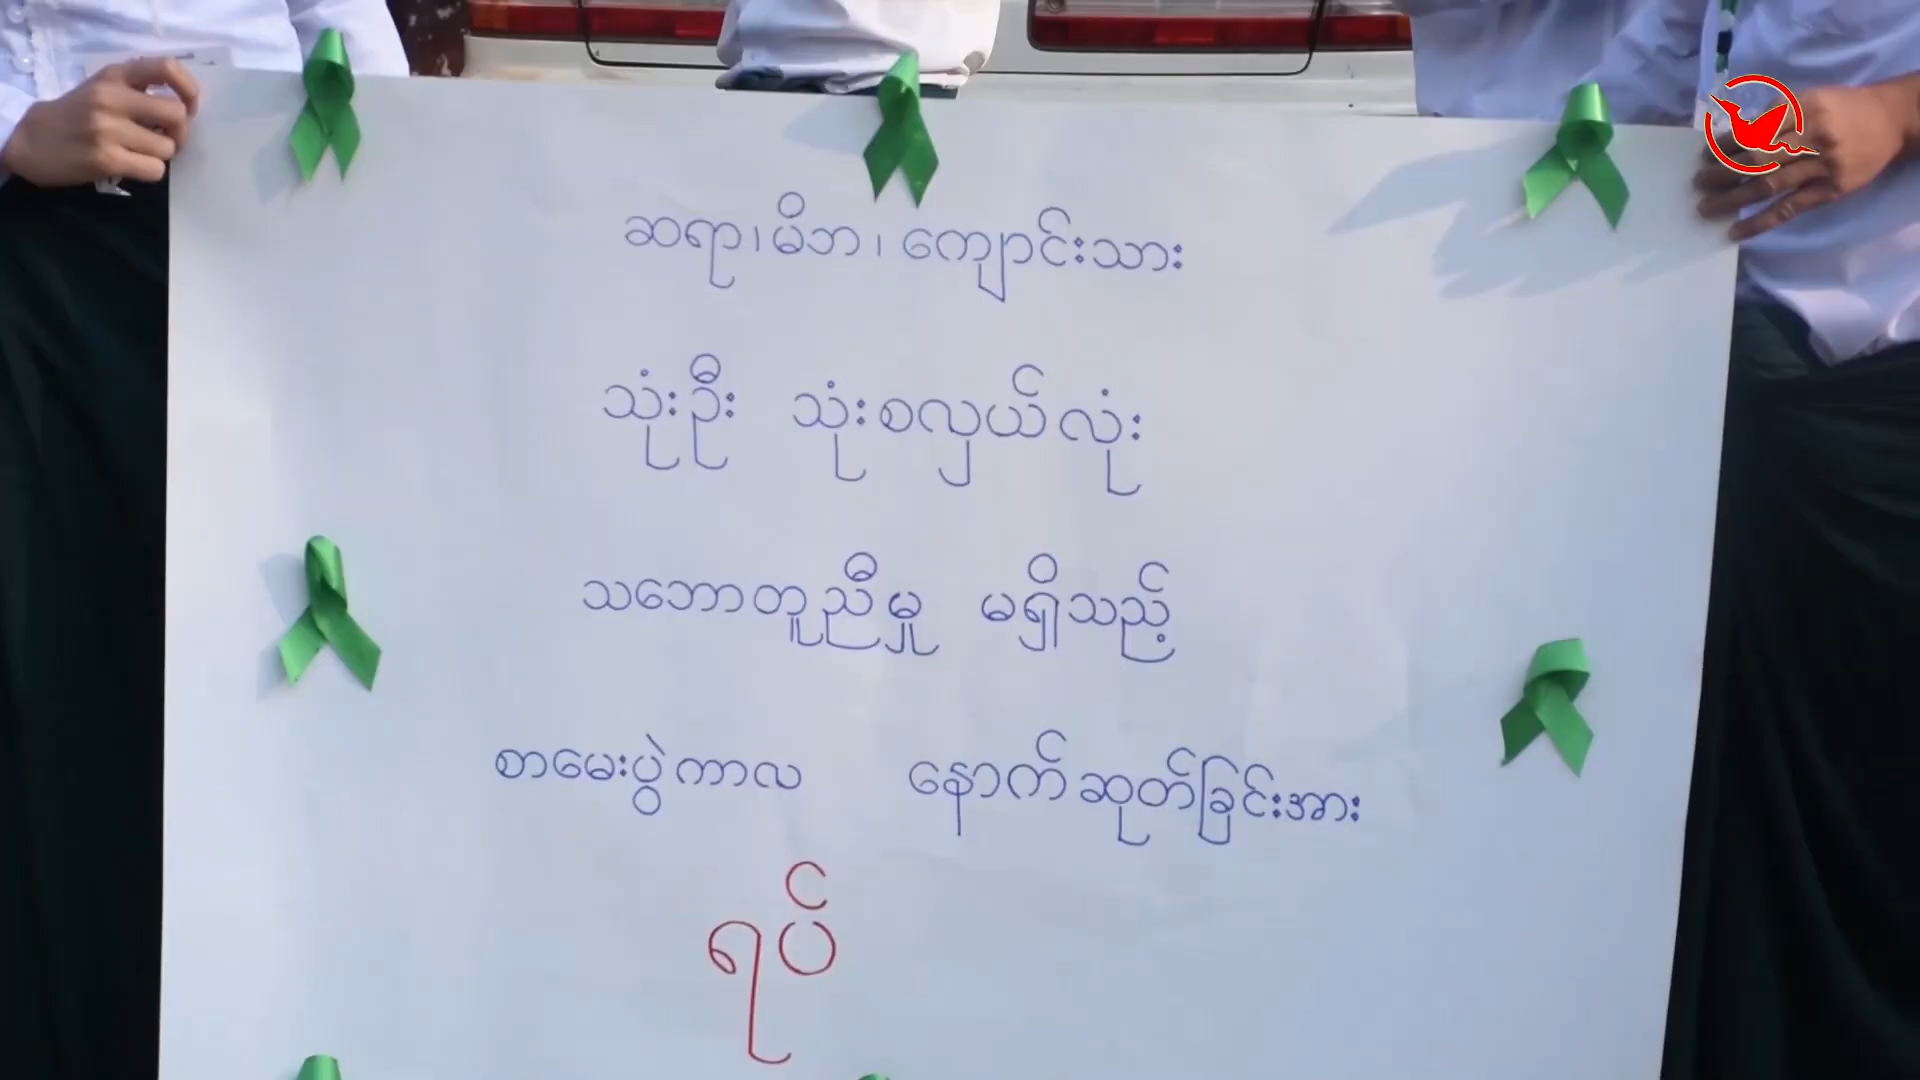 ဆရာ၊မိဘ၊ ကျောင်းသား
သုံးဦး သုံးစလှယ်လုံး
သဘောတူညီမှု မရှိသည့်
စာမေးပွဲကာလ နောက်ဆုတ်ခြင်းအား
ရပ်